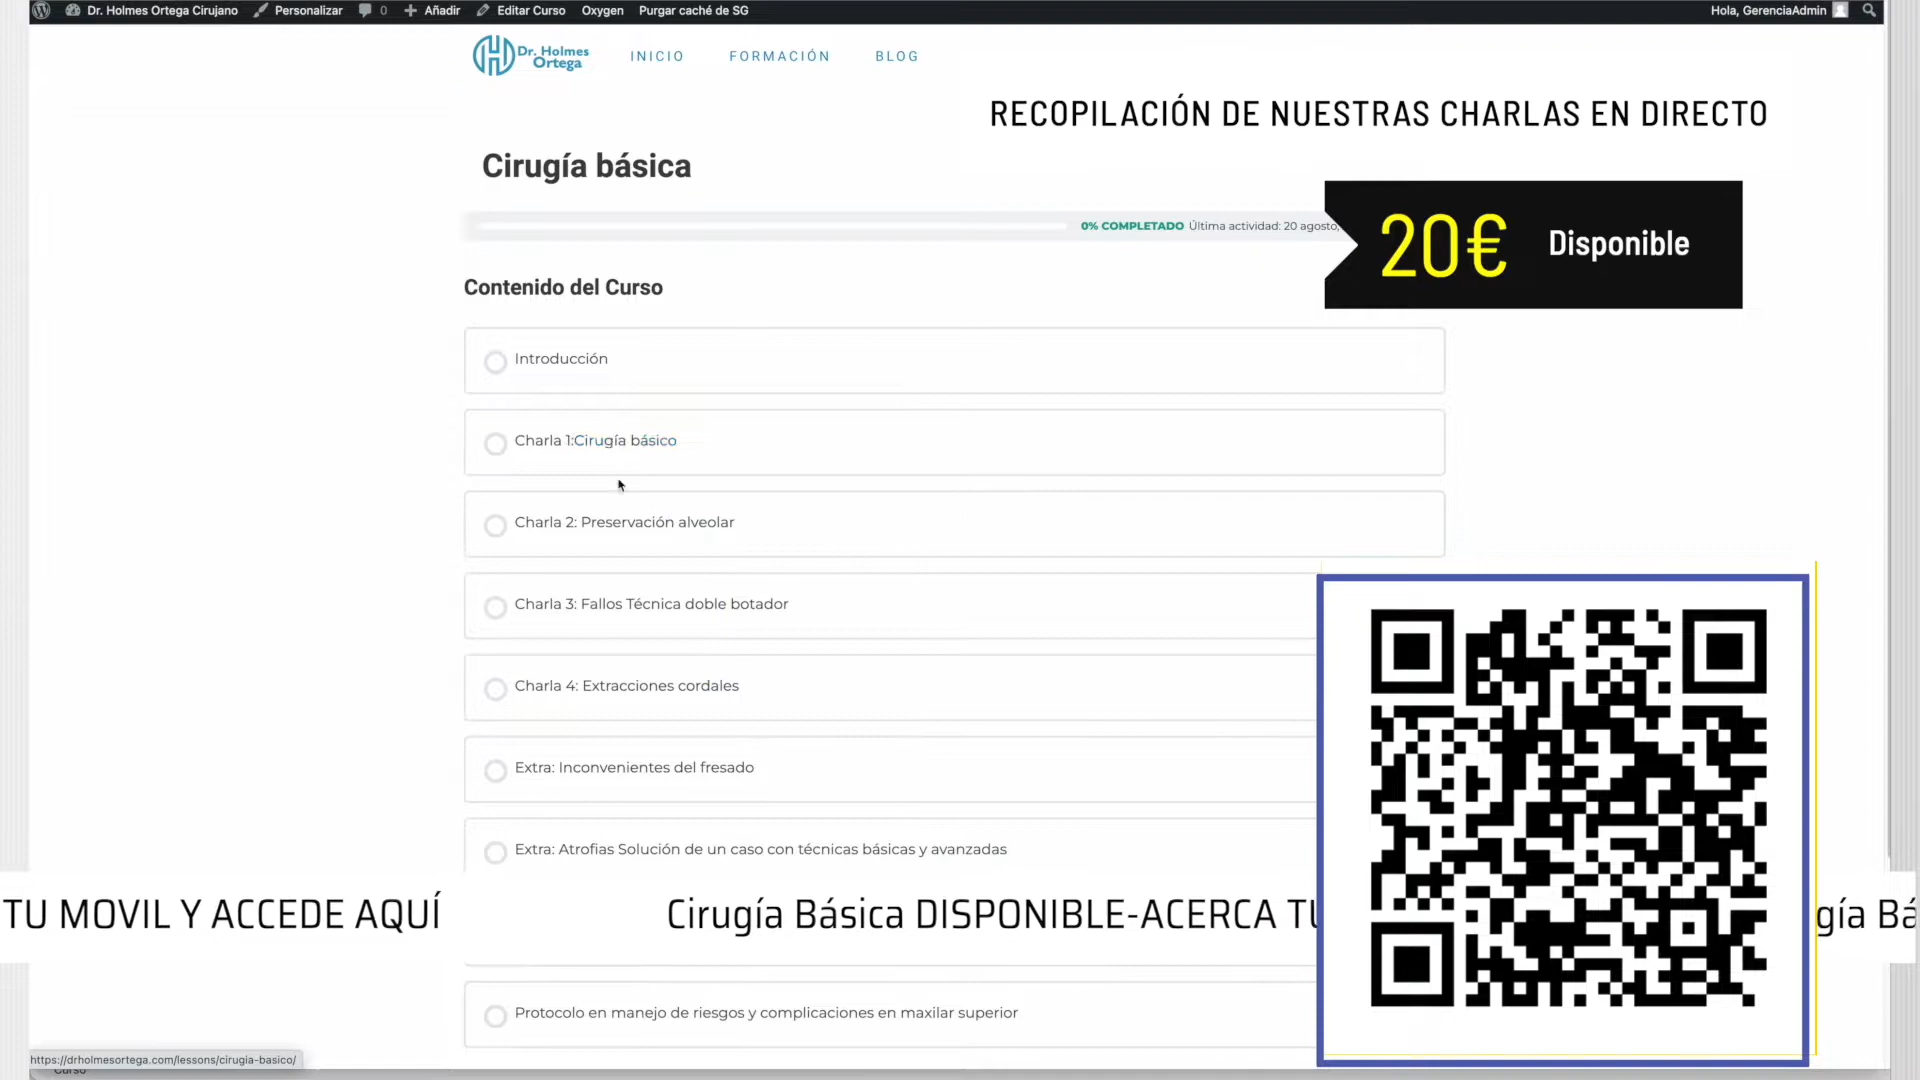 Dr. Holmes Ortega Cirujano Personalizar 0 Añadir Editar Curso Oxygen Purgar caché de SG Hola, GerenciaAdmin
Dr. Holmes
Ortega
INICIO FORMACIÓN BLOG
RECOPILACIÓN DE NUESTRAS CHARLAS EN DIRECTO
Cirugía básica
0% COMPLETADO Última actividad: 20 agosto,
20€ Disponible
Contenido del Curso
Introducción
Charla 1:Cirugía básico
Charla 2: Preservación alveolar
Charla 3: Fallos Técnica doble botador
Charla 4: Extracciones cordales
Extra: Inconvenientes del fresado
Extra: Atrofias Solución de un caso con técnicas básicas y avanzadas
TU MOVIL Y ACCEDE AQUÍ Cirugía Básica DISPONIBLE-ACERCA TU gía Bá
Protocolo en manejo de riesgos y complicaciones en maxilar superior
https://drholmesortega.com/lessons/cirugia-basico/
Curso